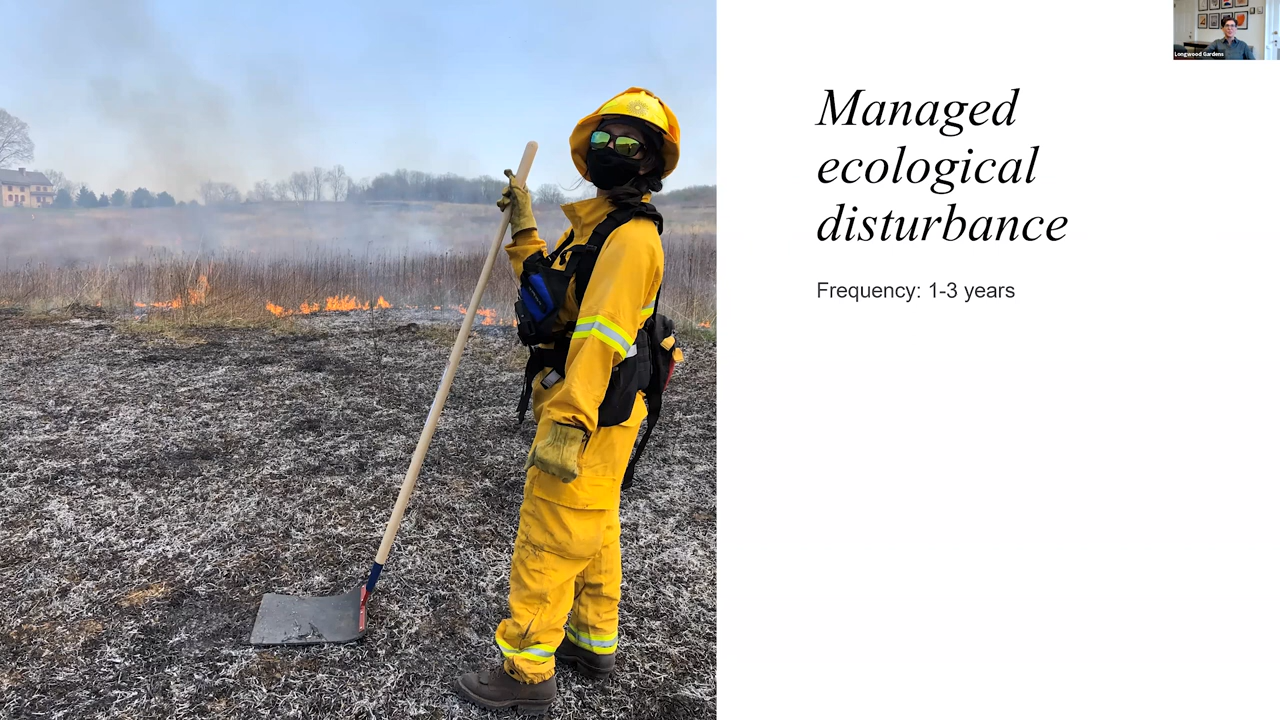 Managed
ecological
disturbance
Frequency: 1-3 years
Longwood Gardens